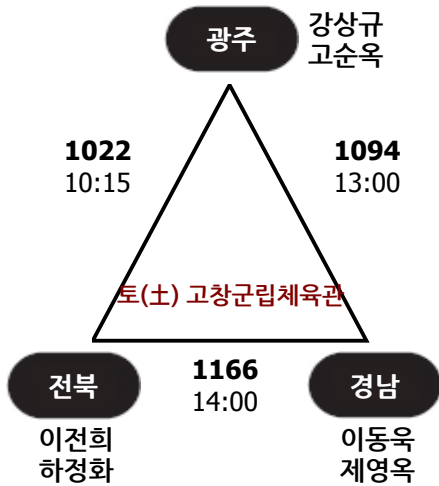 광주
강상규
고순옥
1022
10:15
1094
13:00
토(土) 고창군립체육관
전북
이전희
하정화
1166
14:00
경남
이동욱
제영옥